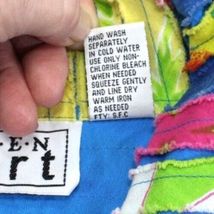 HAND WASH
SEPARATELY
IN COLD WATER
USE ONLY NON-
CHLORINE BLEACH
WHEN NEEDED
SQUEEZE GENTLY
AND LINE DRY
WARM IRON
AS NEEDED
FTY: S.F.C
E.N
rt